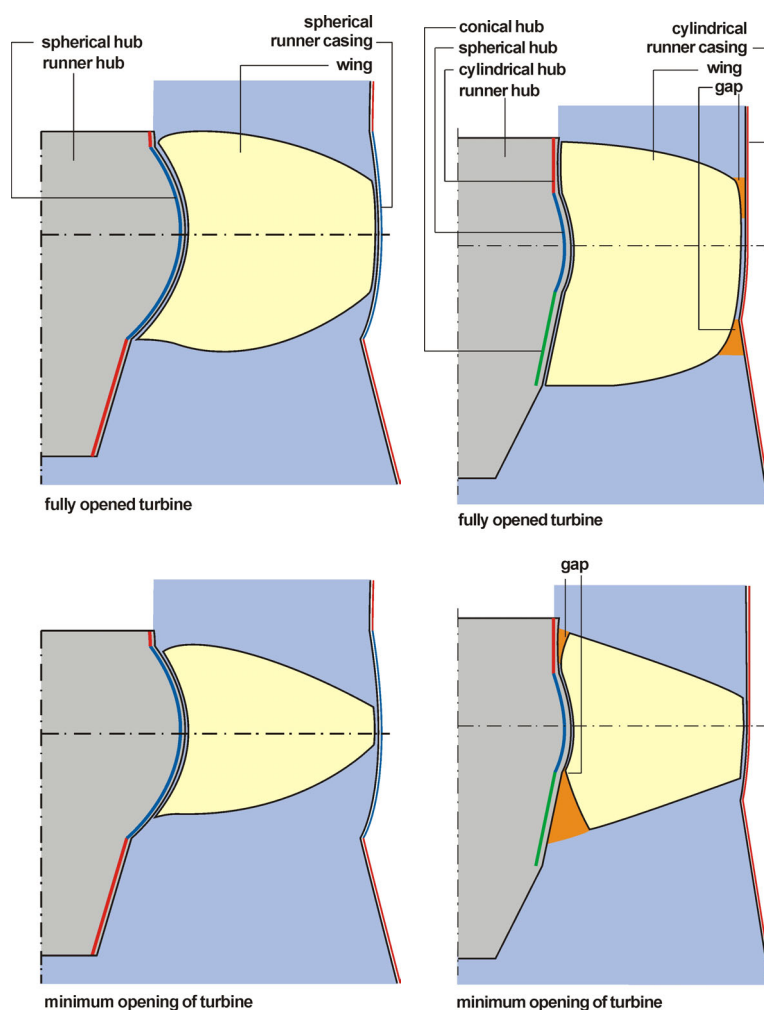 spherical hub
runner hub
spherical
runner casing
wing
fully opened turbine
conical hub
spherical hub
cylindrical hub
runner hub
cylindrical
runner casing
wing
gap
fully opened turbine
minimum opening of turbine
gap
minimum opening of turbine